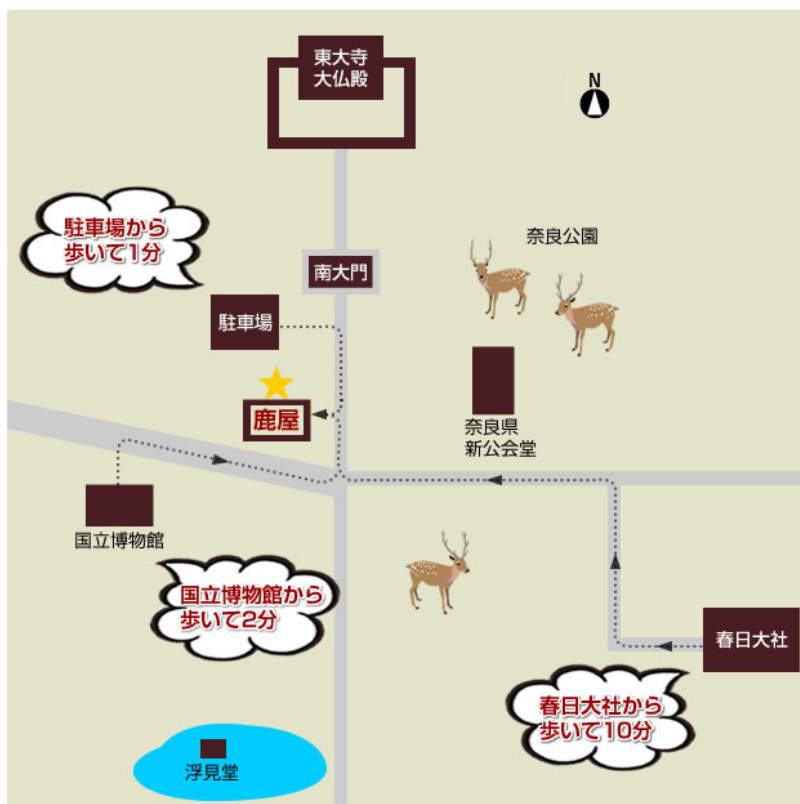 東大寺
大仏殿
N
駐車場から
歩いて1分
奈良公園
南大門
駐車場
鹿屋
奈良県
新公会堂
国立博物館
国立博物館から
歩いて2分
春日大社
春日大社から
歩いて10分
浮見堂